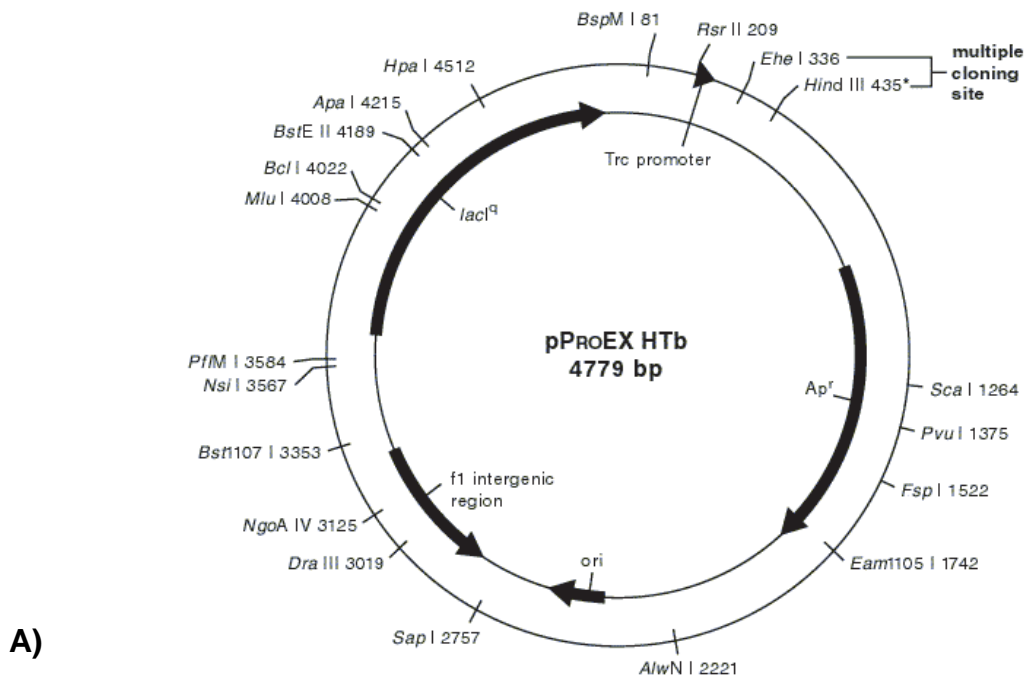 BspM I 81
Rsr II 209
Ehe I 336
Hind III 435*
multiple
cloning
site
Hpa I 4512
Apa I 4215
BstE II 4189
Bcl I 4022
Mlu I 4008
Trc promoter
lacIq
pPROEX HTb
4779 bp
PflM I 3584
Nsi I 3567
Apr
Sca I 1264
Pvu I 1375
Fsp I 1522
Eam1105 I 1742
Bst1107 I 3353
f1 intergenic
region
NgoA IV 3125
Dra III 3019
ori
Sap I 2757
AlwN I 2221
A)